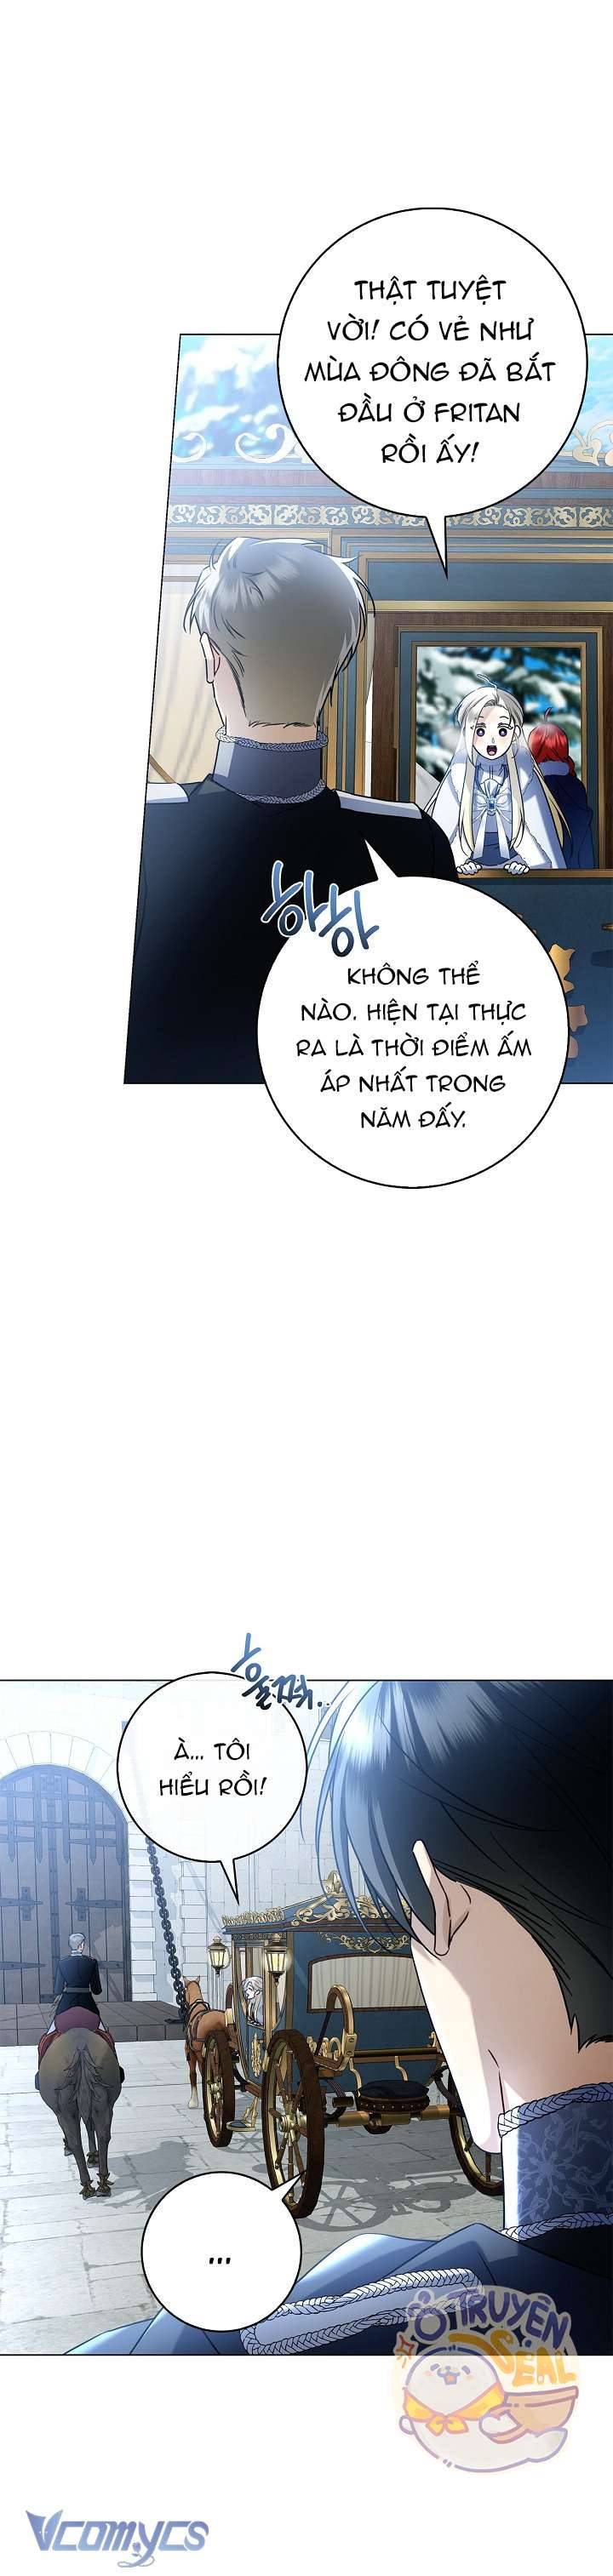 THẬT TUYỆT
VỜI! CÓ VẺ NHƯ
MÙA ĐÔNG ĐÃ BẮT
ĐẦU Ở FRITAN
RỒI ẤY!
하하
KHÔNG THỂ
NÀO. HIỆN TẠI THỰC
RA LÀ THỜI ĐIỂM ẤM
ÁP NHẤT TRONG
NĂM ĐẤY.
훌쩍.
À... TÔI
HIỂU RỒI!
...
Ổ TRUYỆN
SEAL
VCOMYCS